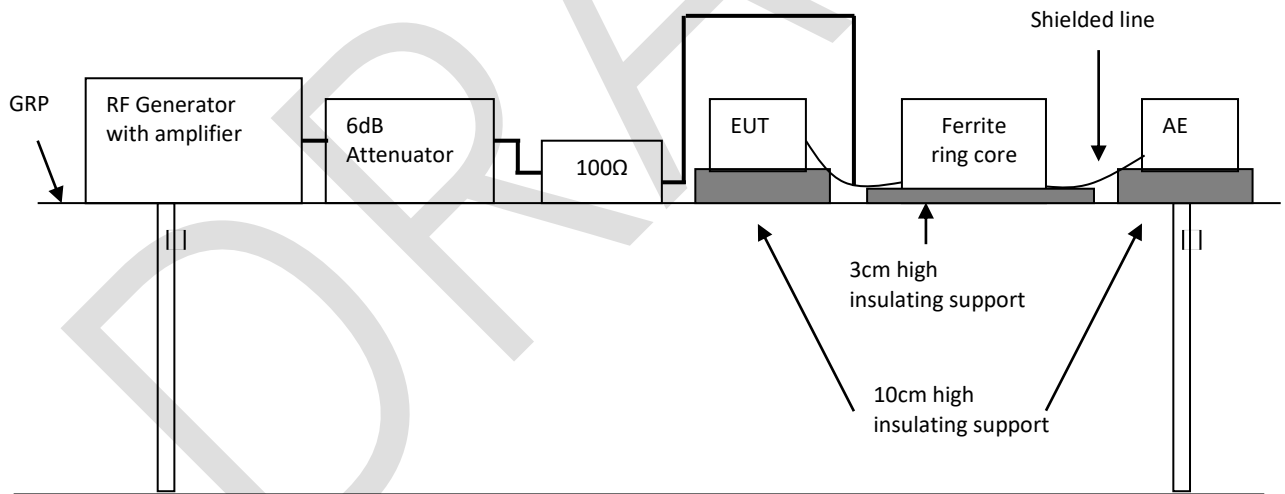 Shielded line
GRP
RF Generator
with amplifier
6dB
Attenuator
100Ω
EUT
Ferrite
ring core
AE
3cm high
insulating support
10cm high
insulating support
DRA